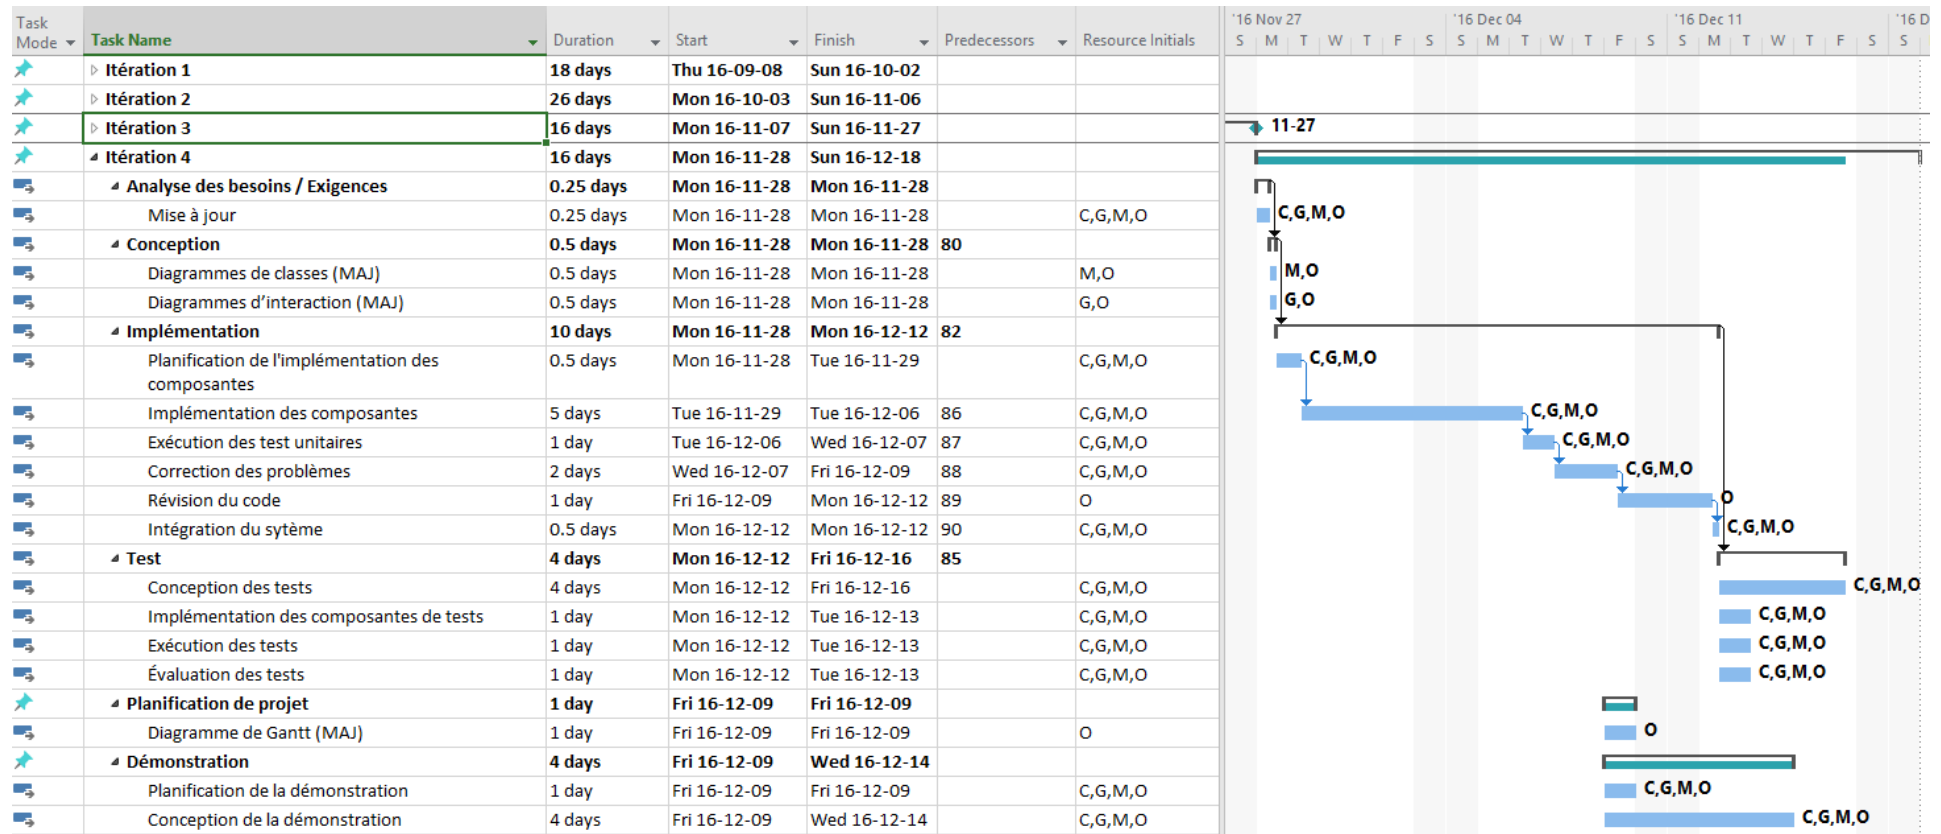 Task Mode Task Name Duration Start Finish Predecessors Resource Initials '16 Nov 27 '16 Dec 04 '16 Dec 11 '16 D
S M T W T F S S M T W T F S S M T W T F S S
Itération 1 18 days Thu 16-09-08 Sun 16-10-02
Itération 2 26 days Mon 16-10-03 Sun 16-11-06
Itération 3 16 days Mon 16-11-07 Sun 16-11-27 11-27
Itération 4 16 days Mon 16-11-28 Sun 16-12-18
Analyse des besoins / Exigences 0.25 days Mon 16-11-28 Mon 16-11-28
Mise à jour 0.25 days Mon 16-11-28 Mon 16-11-28 C,G,M,O C,G,M,O
Conception 0.5 days Mon 16-11-28 Mon 16-11-28 80
Diagrammes de classes (MAJ) 0.5 days Mon 16-11-28 Mon 16-11-28 M,O M,O
Diagrammes d'interaction (MAJ) 0.5 days Mon 16-11-28 Mon 16-11-28 G,O G,O
Implémentation 10 days Mon 16-11-28 Mon 16-12-12 82
Planification de l'implémentation des 0.5 days Mon 16-11-28 Tue 16-11-29 C,G,M,O C,G,M,O
composantes
Implémentation des composantes 5 days Tue 16-11-29 Tue 16-12-06 86 C,G,M,O C,G,M,O
Exécution des test unitaires 1 day Tue 16-12-06 Wed 16-12-07 87 C,G,M,O C,G,M,O
Correction des problèmes 2 days Wed 16-12-07 Fri 16-12-09 88 C,G,M,O C,G,M,O
Révision du code 1 day Fri 16-12-09 Mon 16-12-12 89 O O
Intégration du sytème 0.5 days Mon 16-12-12 Mon 16-12-12 90 C,G,M,O C,G,M,O
Test 4 days Mon 16-12-12 Fri 16-12-16 85
Conception des tests 4 days Mon 16-12-12 Fri 16-12-16 C,G,M,O C,G,M,O
Implémentation des composantes de tests 1 day Mon 16-12-12 Tue 16-12-13 C,G,M,O C,G,M,O
Exécution des tests 1 day Mon 16-12-12 Tue 16-12-13 C,G,M,O C,G,M,O
Évaluation des tests 1 day Mon 16-12-12 Tue 16-12-13 C,G,M,O C,G,M,O
Planification de projet 1 day Fri 16-12-09 Fri 16-12-09
Diagramme de Gantt (MAJ) 1 day Fri 16-12-09 Fri 16-12-09 O O
Démonstration 4 days Fri 16-12-09 Wed 16-12-14
Planification de la démonstration 1 day Fri 16-12-09 Fri 16-12-09 C,G,M,O C,G,M,O
Conception de la démonstration 4 days Fri 16-12-09 Wed 16-12-14 C,G,M,O C,G,M,O